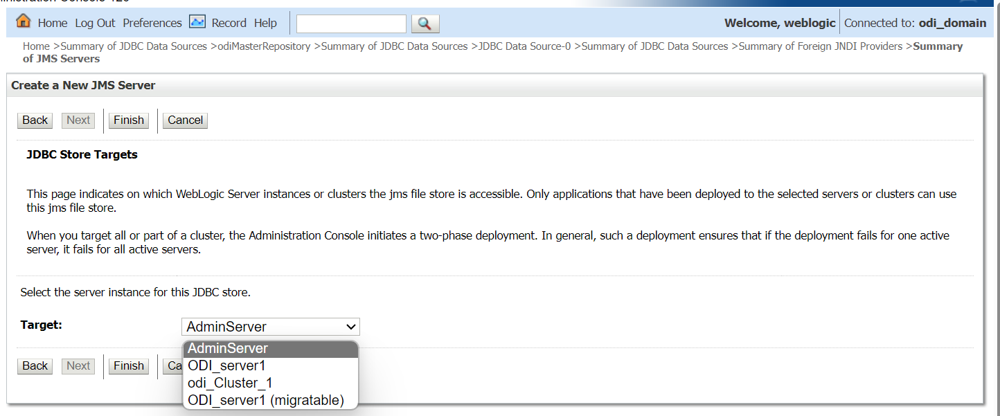 Home Log Out Preferences Record Help
Welcome, weblogic Connected to: odi_domain
Home >Summary of JDBC Data Sources >odiMasterRepository >Summary of JDBC Data Sources >JDBC Data Source-0 >Summary of JDBC Data Sources >Summary of Foreign JNDI Providers >Summary
of JMS Servers
Create a New JMS Server
Back Next Finish Cancel
JDBC Store Targets
This page indicates on which WebLogic Server instances or clusters the jms file store is accessible. Only applications that have been deployed to the selected servers or clusters can use
this jms file store.
When you target all or part of a cluster, the Administration Console initiates a two-phase deployment. In general, such a deployment ensures that if the deployment fails for one active
server, it fails for all active servers.
Select the server instance for this JDBC store.
Target: AdminServer
AdminServer
ODI_server1
odi_Cluster_1
ODI_server1 (migratable)
Back Next Finish Ca